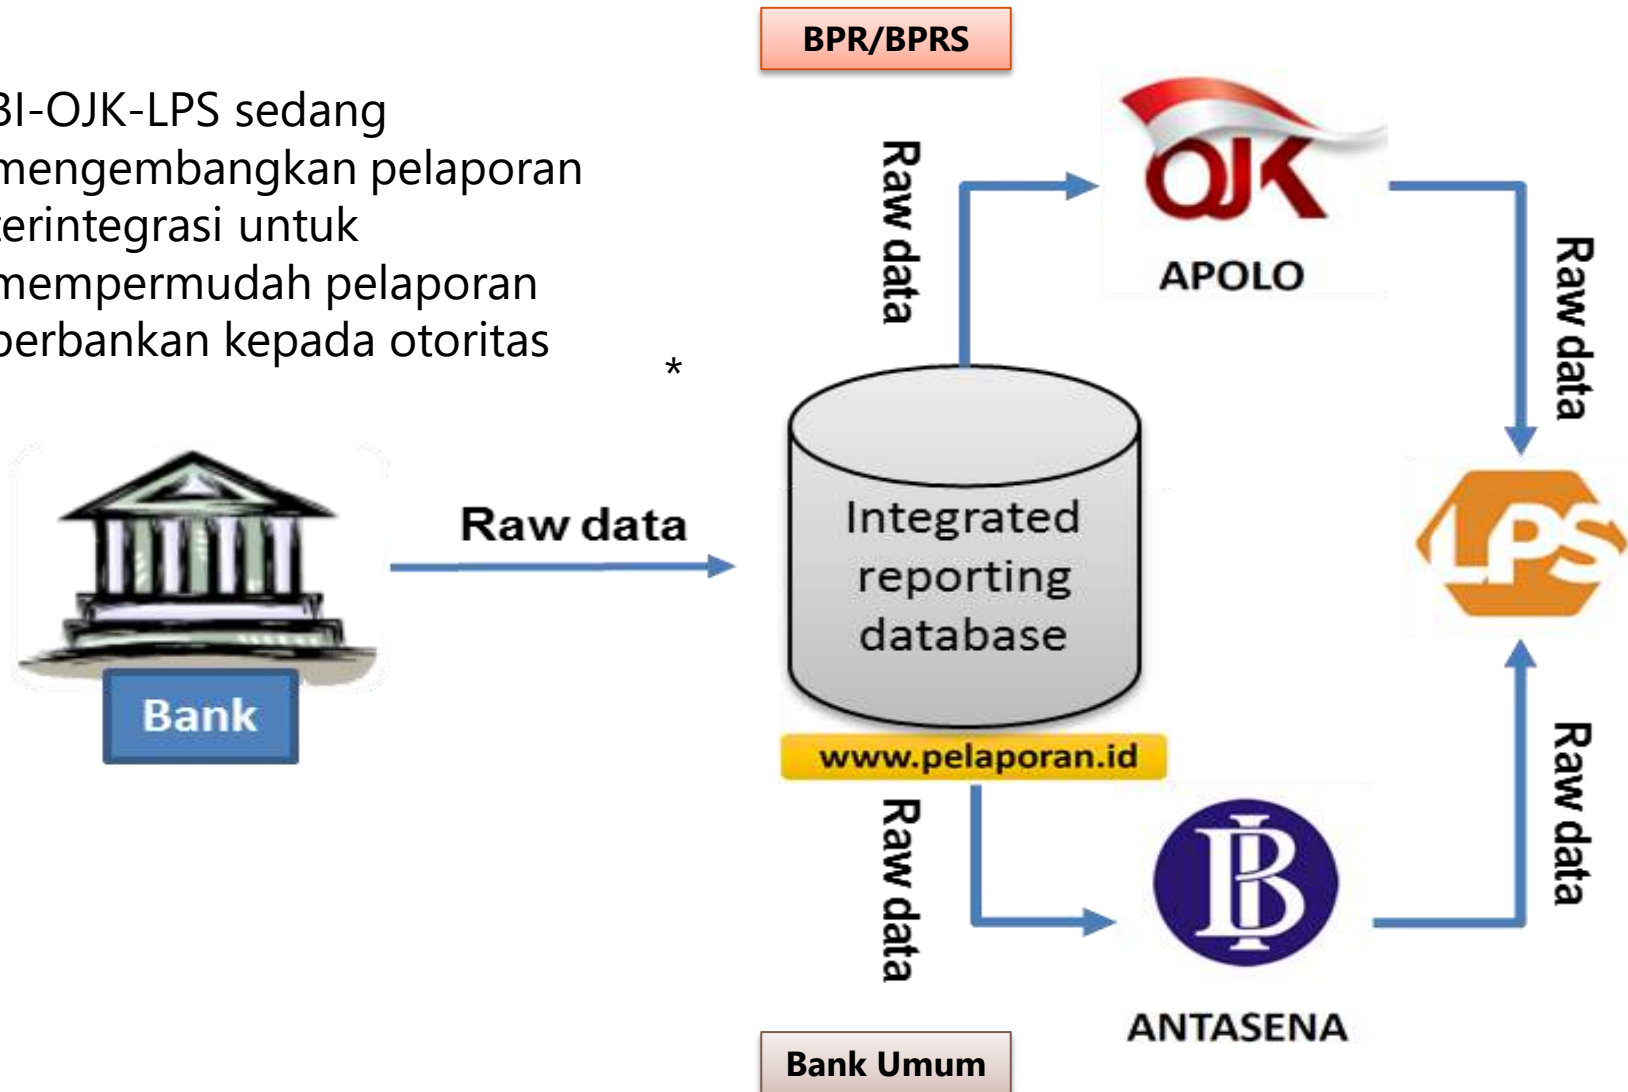 BPR/BPRS
BI-OJK-LPS sedang
mengembangkan pelaporan
terintegrasi untuk
mempermudah pelaporan
perbankan kepada otoritas
*
Raw data
OJK
APOLO
Raw data
Bank
Raw data
Integrated
reporting
database
www.pelaporan.id
LPS
Raw data
BI
ANTASENA
Raw data
Bank Umum